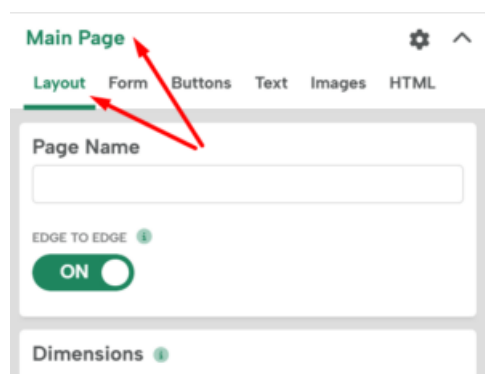 Main Page
Layout Form Buttons Text Images HTML
Page Name
EDGE TO EDGE i
ON
Dimensions i